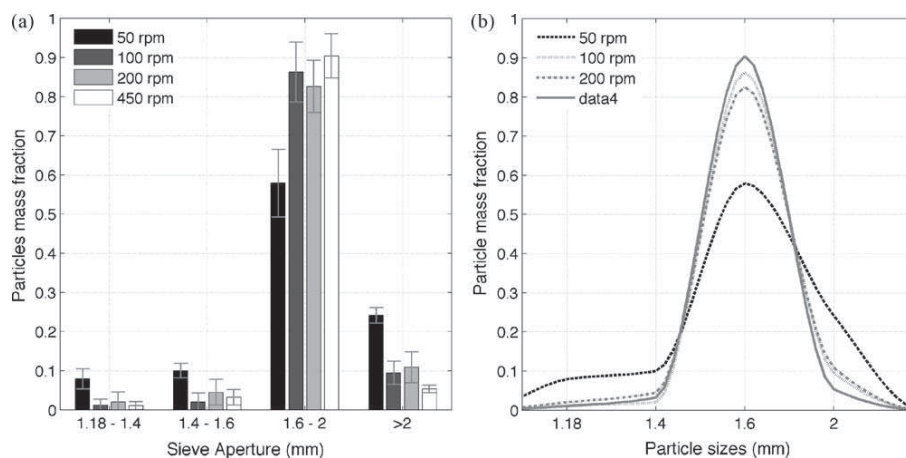 (a)
Particles mass fraction
1
0.9
0.8
0.7
0.6
0.5
0.4
0.3
0.2
0.1
0
50 rpm
100 rpm
200 rpm
450 rpm
1.18 - 1.4
1.4 - 1.6
1.6 - 2
>2
Sieve Aperture (mm)
(b)
Particle mass fraction
1
0.9
0.8
0.7
0.6
0.5
0.4
0.3
0.2
0.1
0
50 rpm
100 rpm
200 rpm
data4
1.18
1.4
1.6
2
Particle sizes (mm)